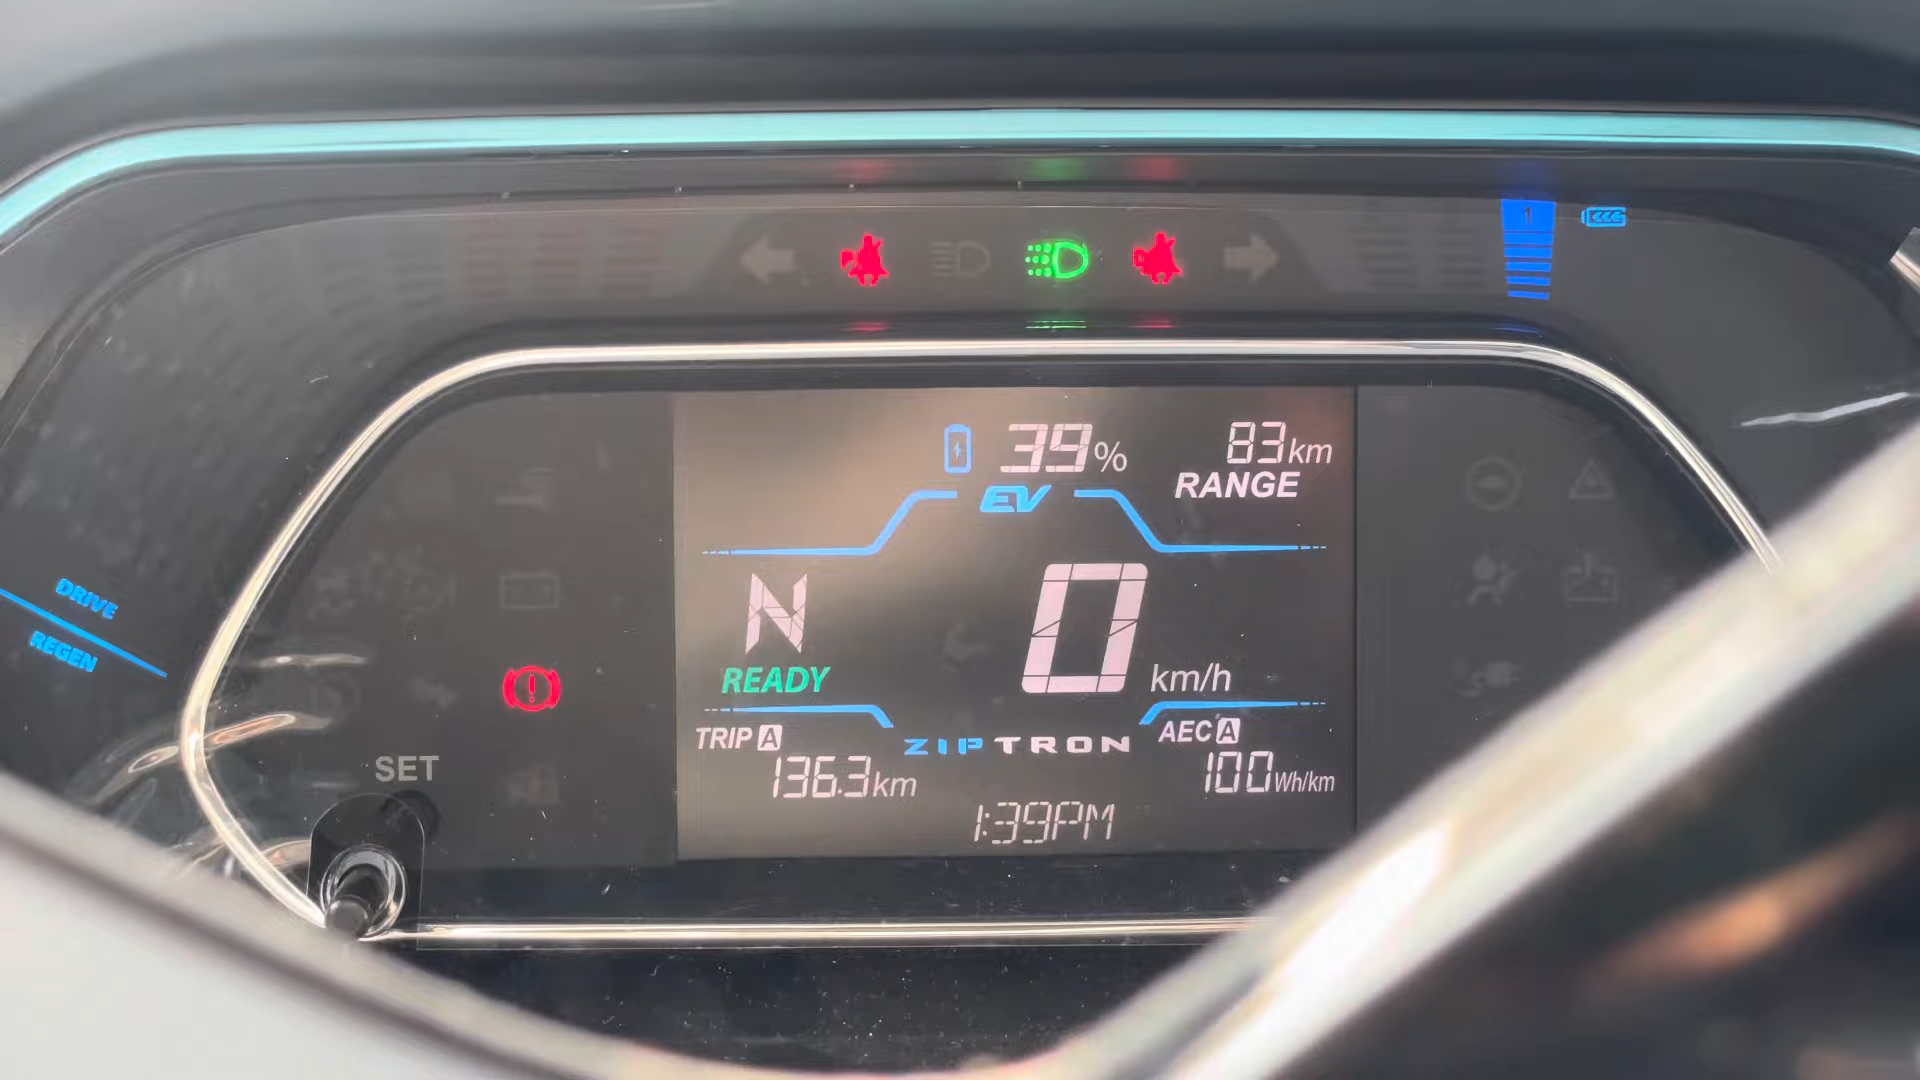 1
39%
83km
RANGE
EV
DRIVE
REGEN
N
0
km/h
READY
TRIP A
136.3km
ZIPTRON
AEC A
100Wh/km
SET
1:39PM